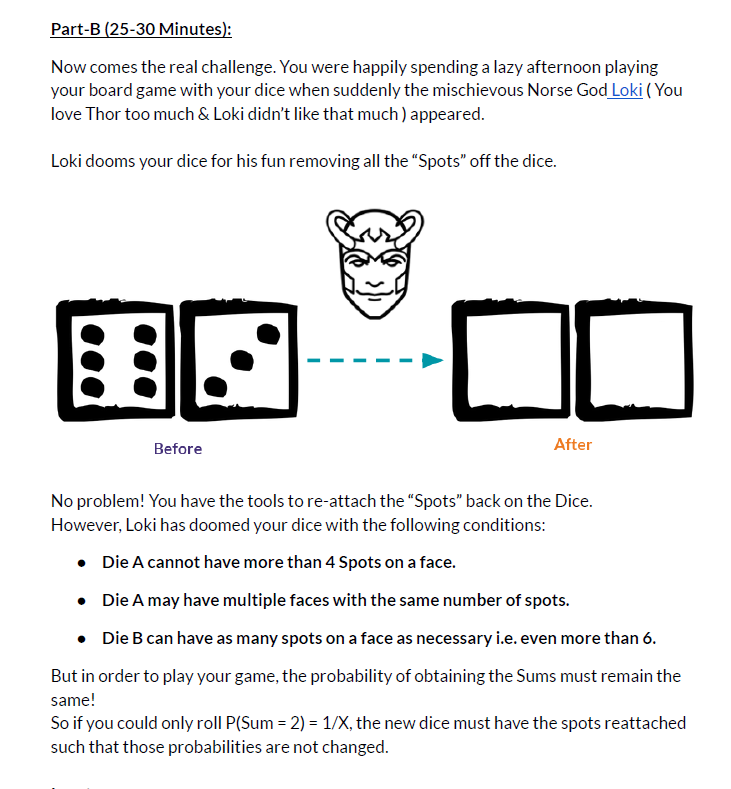 Part-B (25-30 Minutes):
Now comes the real challenge. You were happily spending a lazy afternoon playing
your board game with your dice when suddenly the mischievous Norse God Loki ( You
love Thor too much & Loki didn’t like that much ) appeared.
Loki dooms your dice for his fun removing all the “Spots” off the dice.
Before
After
No problem! You have the tools to re-attach the “Spots” back on the Dice.
However, Loki has doomed your dice with the following conditions:
● Die A cannot have more than 4 Spots on a face.
● Die A may have multiple faces with the same number of spots.
● Die B can have as many spots on a face as necessary i.e. even more than 6.
But in order to play your game, the probability of obtaining the Sums must remain the
same!
So if you could only roll P(Sum = 2) = 1/X, the new dice must have the spots reattached
such that those probabilities are not changed.